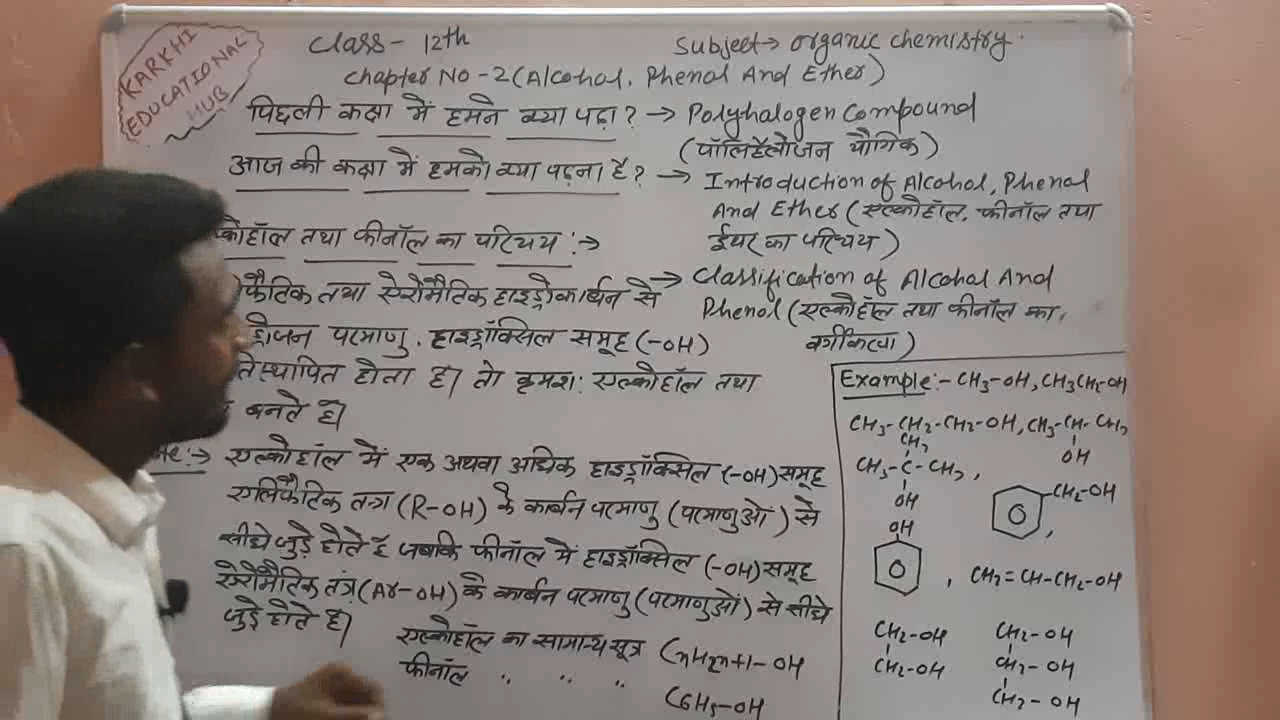 KARKHI
EDUCATIONAL
HUB
Class- 12th
Subject→ organic chemistry.
Chapter No -2(Alcohol, Phenol And Ether)
पिछली कक्षा में हमने क्या पढ़ा? → Polyhalogen Compound
(पॉलिहैलोजन यौगिक)
आज की कक्षा में हमको क्या पढ़ना है? → Introduction of Alcohol, Phenol
And Ether (एल्कोहॉल, फीनॉल तथा
ईथर का परिचय)
→ Classification of Alcohol And
Phenol (एल्कोहॉल तथा फीनॉल का
वर्गीकरण)
तथा फीनॉल का परिचय :→
तथा ऐरोमैटिक हाइड्रोकार्बन से
परमाणु, हाइड्रॉक्सिल समूह (-OH)
होता है। तो क्रमशः एल्कोहॉल तथा
बनते हैं।
:→ एल्कोहॉल में एक अथवा अधिक हाइड्रॉक्सिल (-OH) समूह
एलिफैटिक तन्त्र (R-OH) के कार्बन परमाणु (परमाणुओं) से
सीधे जुड़े होते हैं जबकि फीनॉल में हाइड्रॉक्सिल (-OH) समूह
ऐरोमैटिक तंत्र (Ar-OH) के कार्बन परमाणु (परमाणुओं) से सीधे
जुड़े होते हैं।
एल्कोहॉल का सामान्य सूत्र CnH2n+1-OH
फीनॉल " " " C6H5-OH
Example:- CH3-OH, CH3CH2-OH
CH3-CH2-CH2-OH, CH3-CH-CH3
OH
CH3
CH3-C-CH3,
OH
CH2-OH,
OH
, CH2=CH-CH2-OH
CH2-OH
CH2-OH
CH2-OH
CH2-OH
CH2-OH